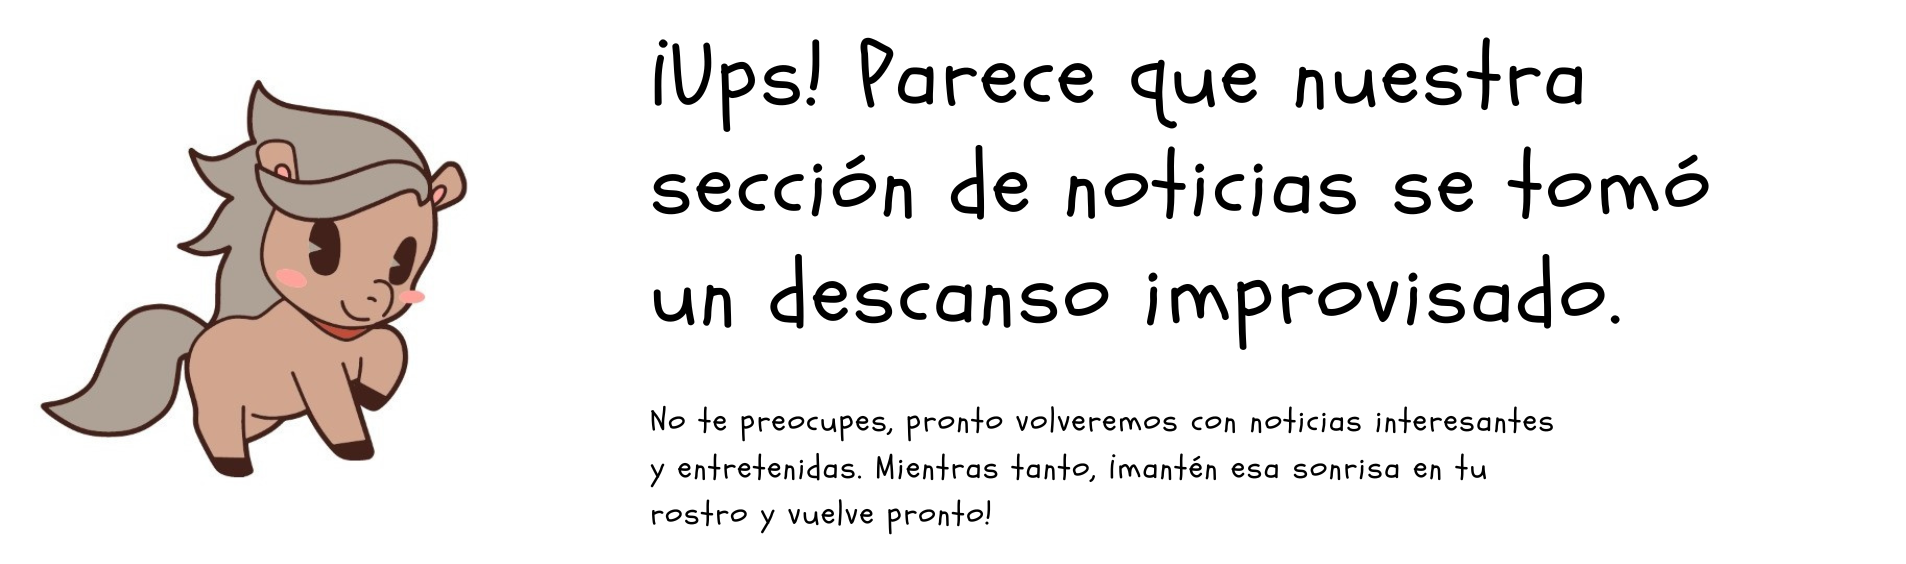 ¡Ups! Parece que nuestra
sección de noticias se tomó
un descanso improvisado.
No te preocupes, pronto volveremos con noticias interesantes
y entretenidas. Mientras tanto, ¡mantén esa sonrisa en tu
rostro y vuelve pronto!